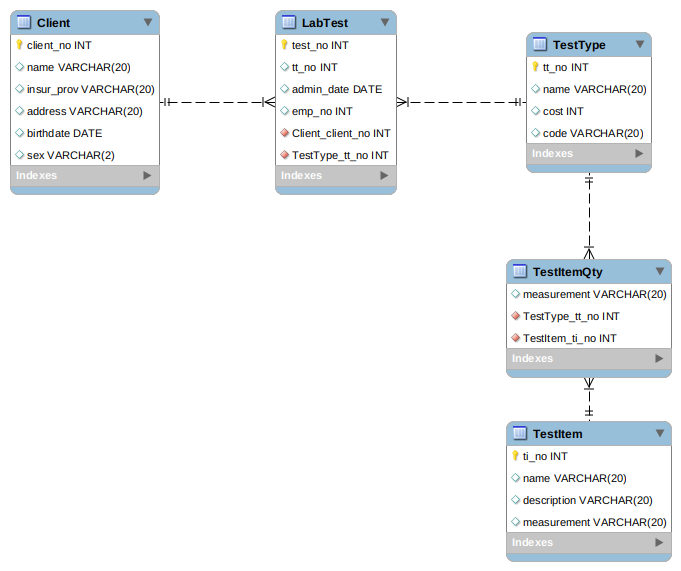 Client
client_no INT
name VARCHAR(20)
insur_prov VARCHAR(20)
address VARCHAR(20)
birthdate DATE
sex VARCHAR(2)
Indexes
LabTest
test_no INT
tt_no INT
admin_date DATE
emp_no INT
Client_client_no INT
TestType_tt_no INT
Indexes
TestType
tt_no INT
name VARCHAR(20)
cost INT
code VARCHAR(20)
Indexes
TestItemQty
measurement VARCHAR(20)
TestType_tt_no INT
TestItem_ti_no INT
Indexes
TestItem
ti_no INT
name VARCHAR(20)
description VARCHAR(20)
measurement VARCHAR(20)
Indexes